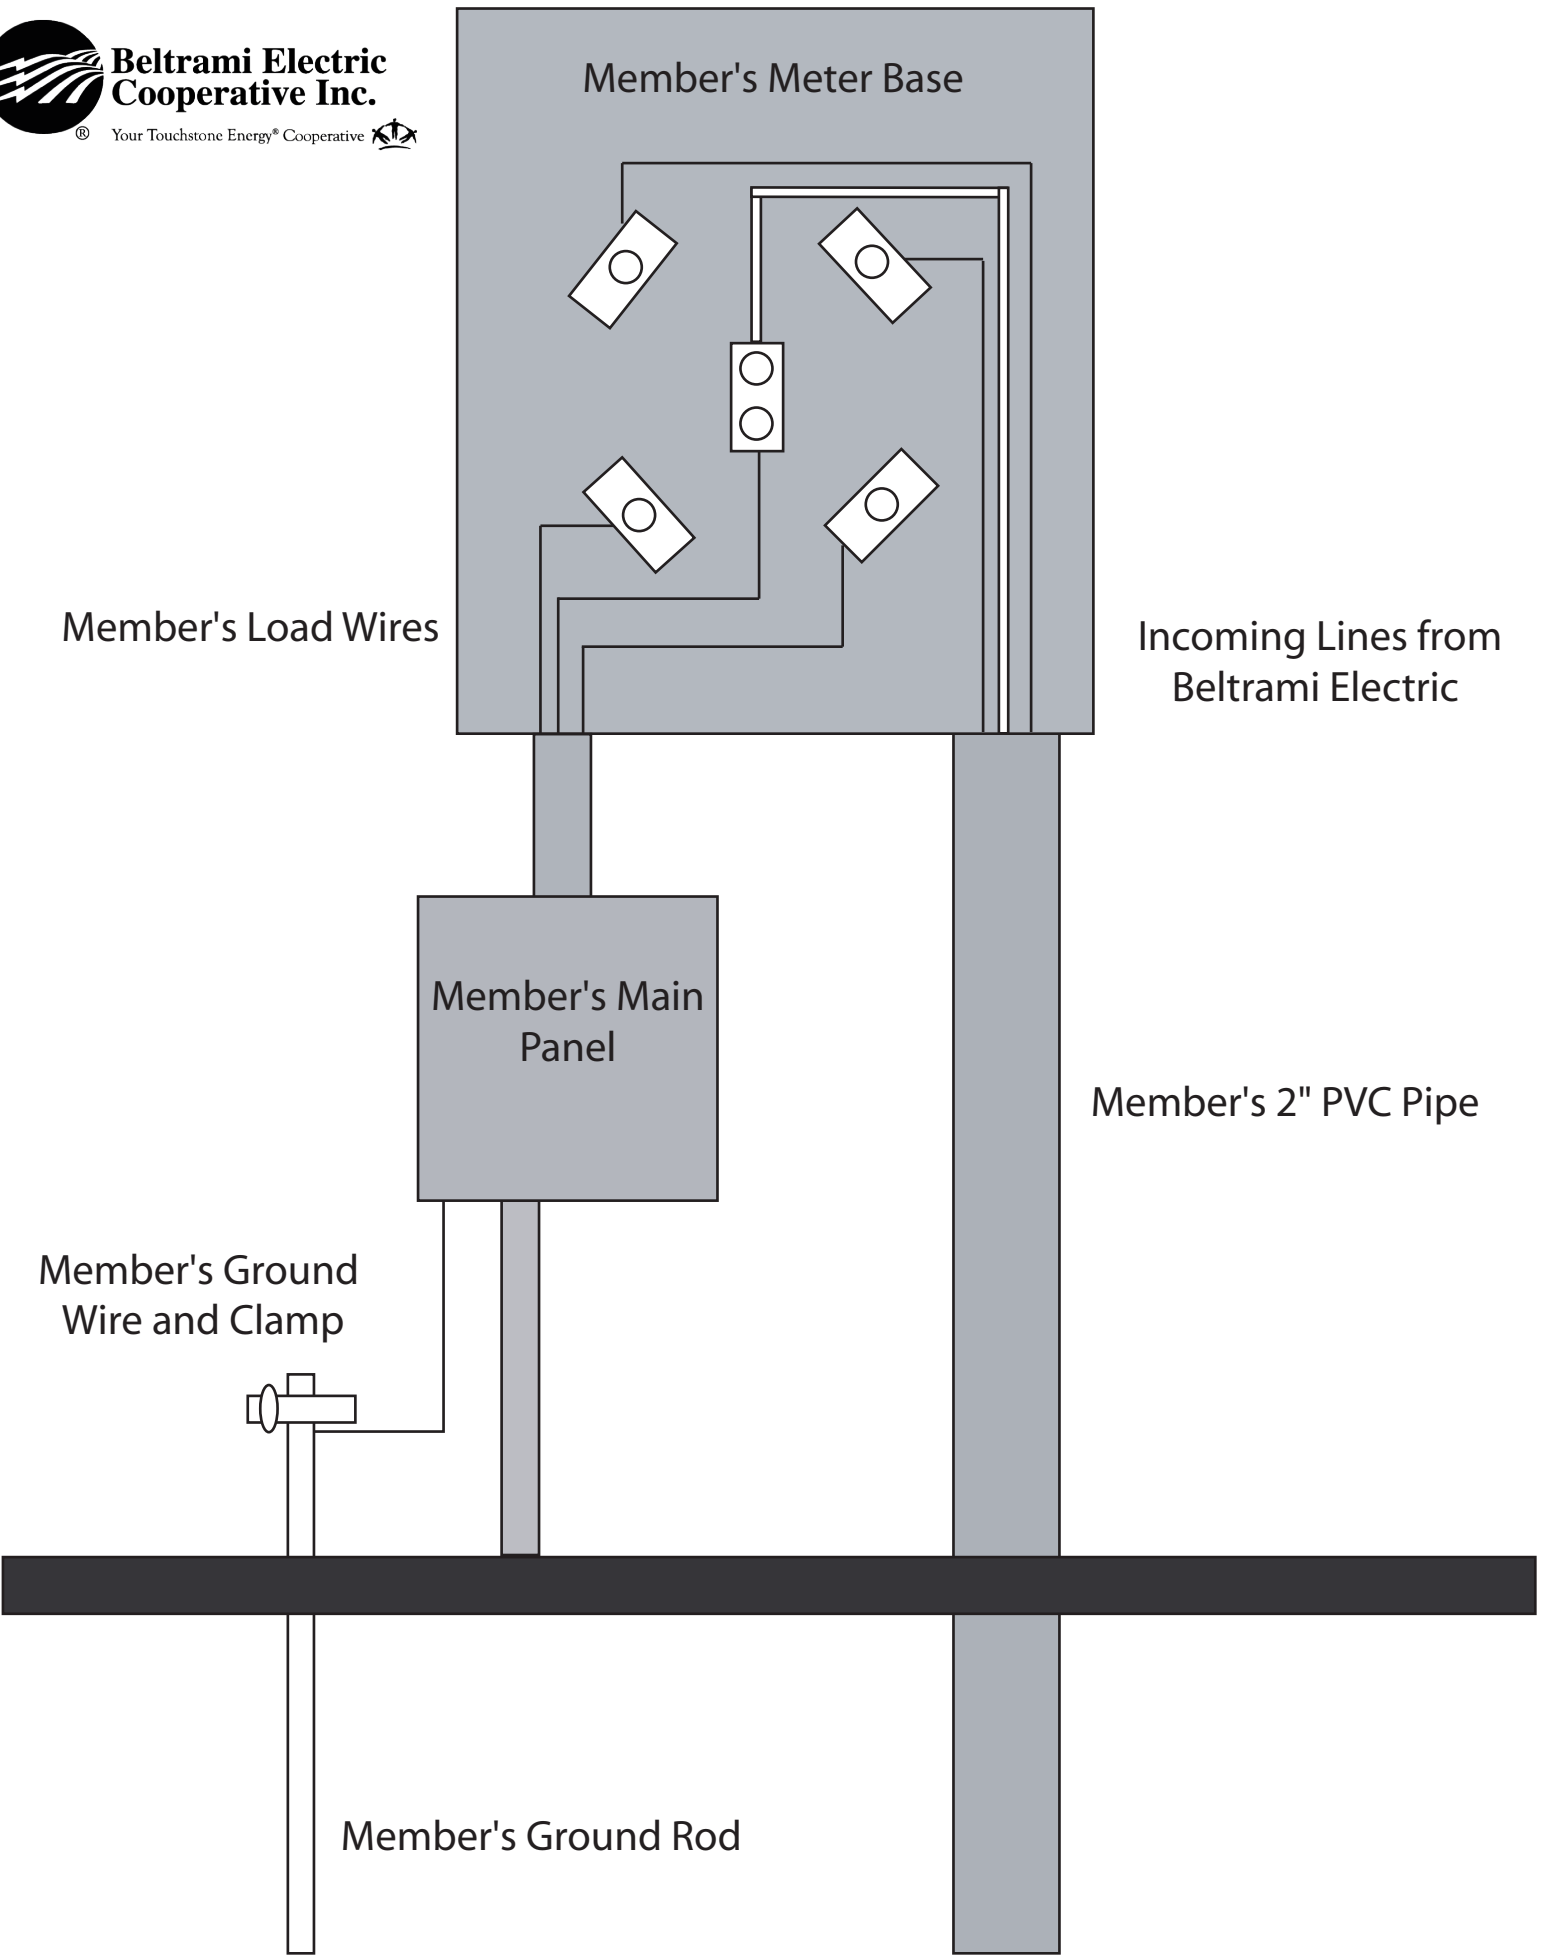 Beltrami Electric
Cooperative Inc.
®
Your Touchstone Energy® Cooperative
Member's Meter Base
Member's Load Wires
Incoming Lines from
Beltrami Electric
Member's Main
Panel
Member's 2" PVC Pipe
Member's Ground
Wire and Clamp
Member's Ground Rod